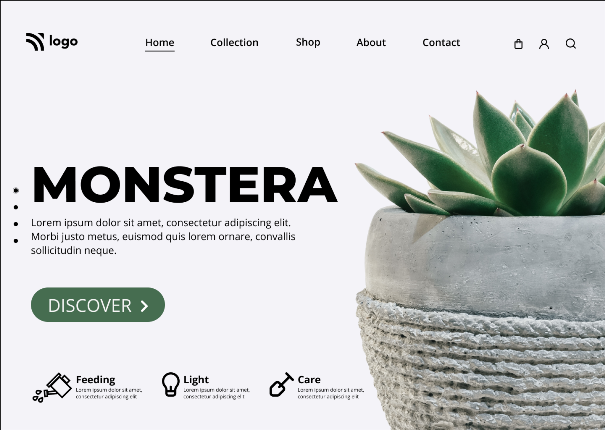 logo
Home
Collection
Shop
About
Contact
MONSTERA
Lorem ipsum dolor sit amet, consectetur adipiscing elit.
Morbi justo metus, euismod quis lorem ornare, convallis
sollicitudin neque.
DISCOVER
Feeding
Lorem ipsum dolor sit amet,
consectetur adipiscing elit
Light
Lorem ipsum dolor sit amet,
consectetur adipiscing elit
Care
Lorem ipsum dolor sit amet,
consectetur adipiscing elit